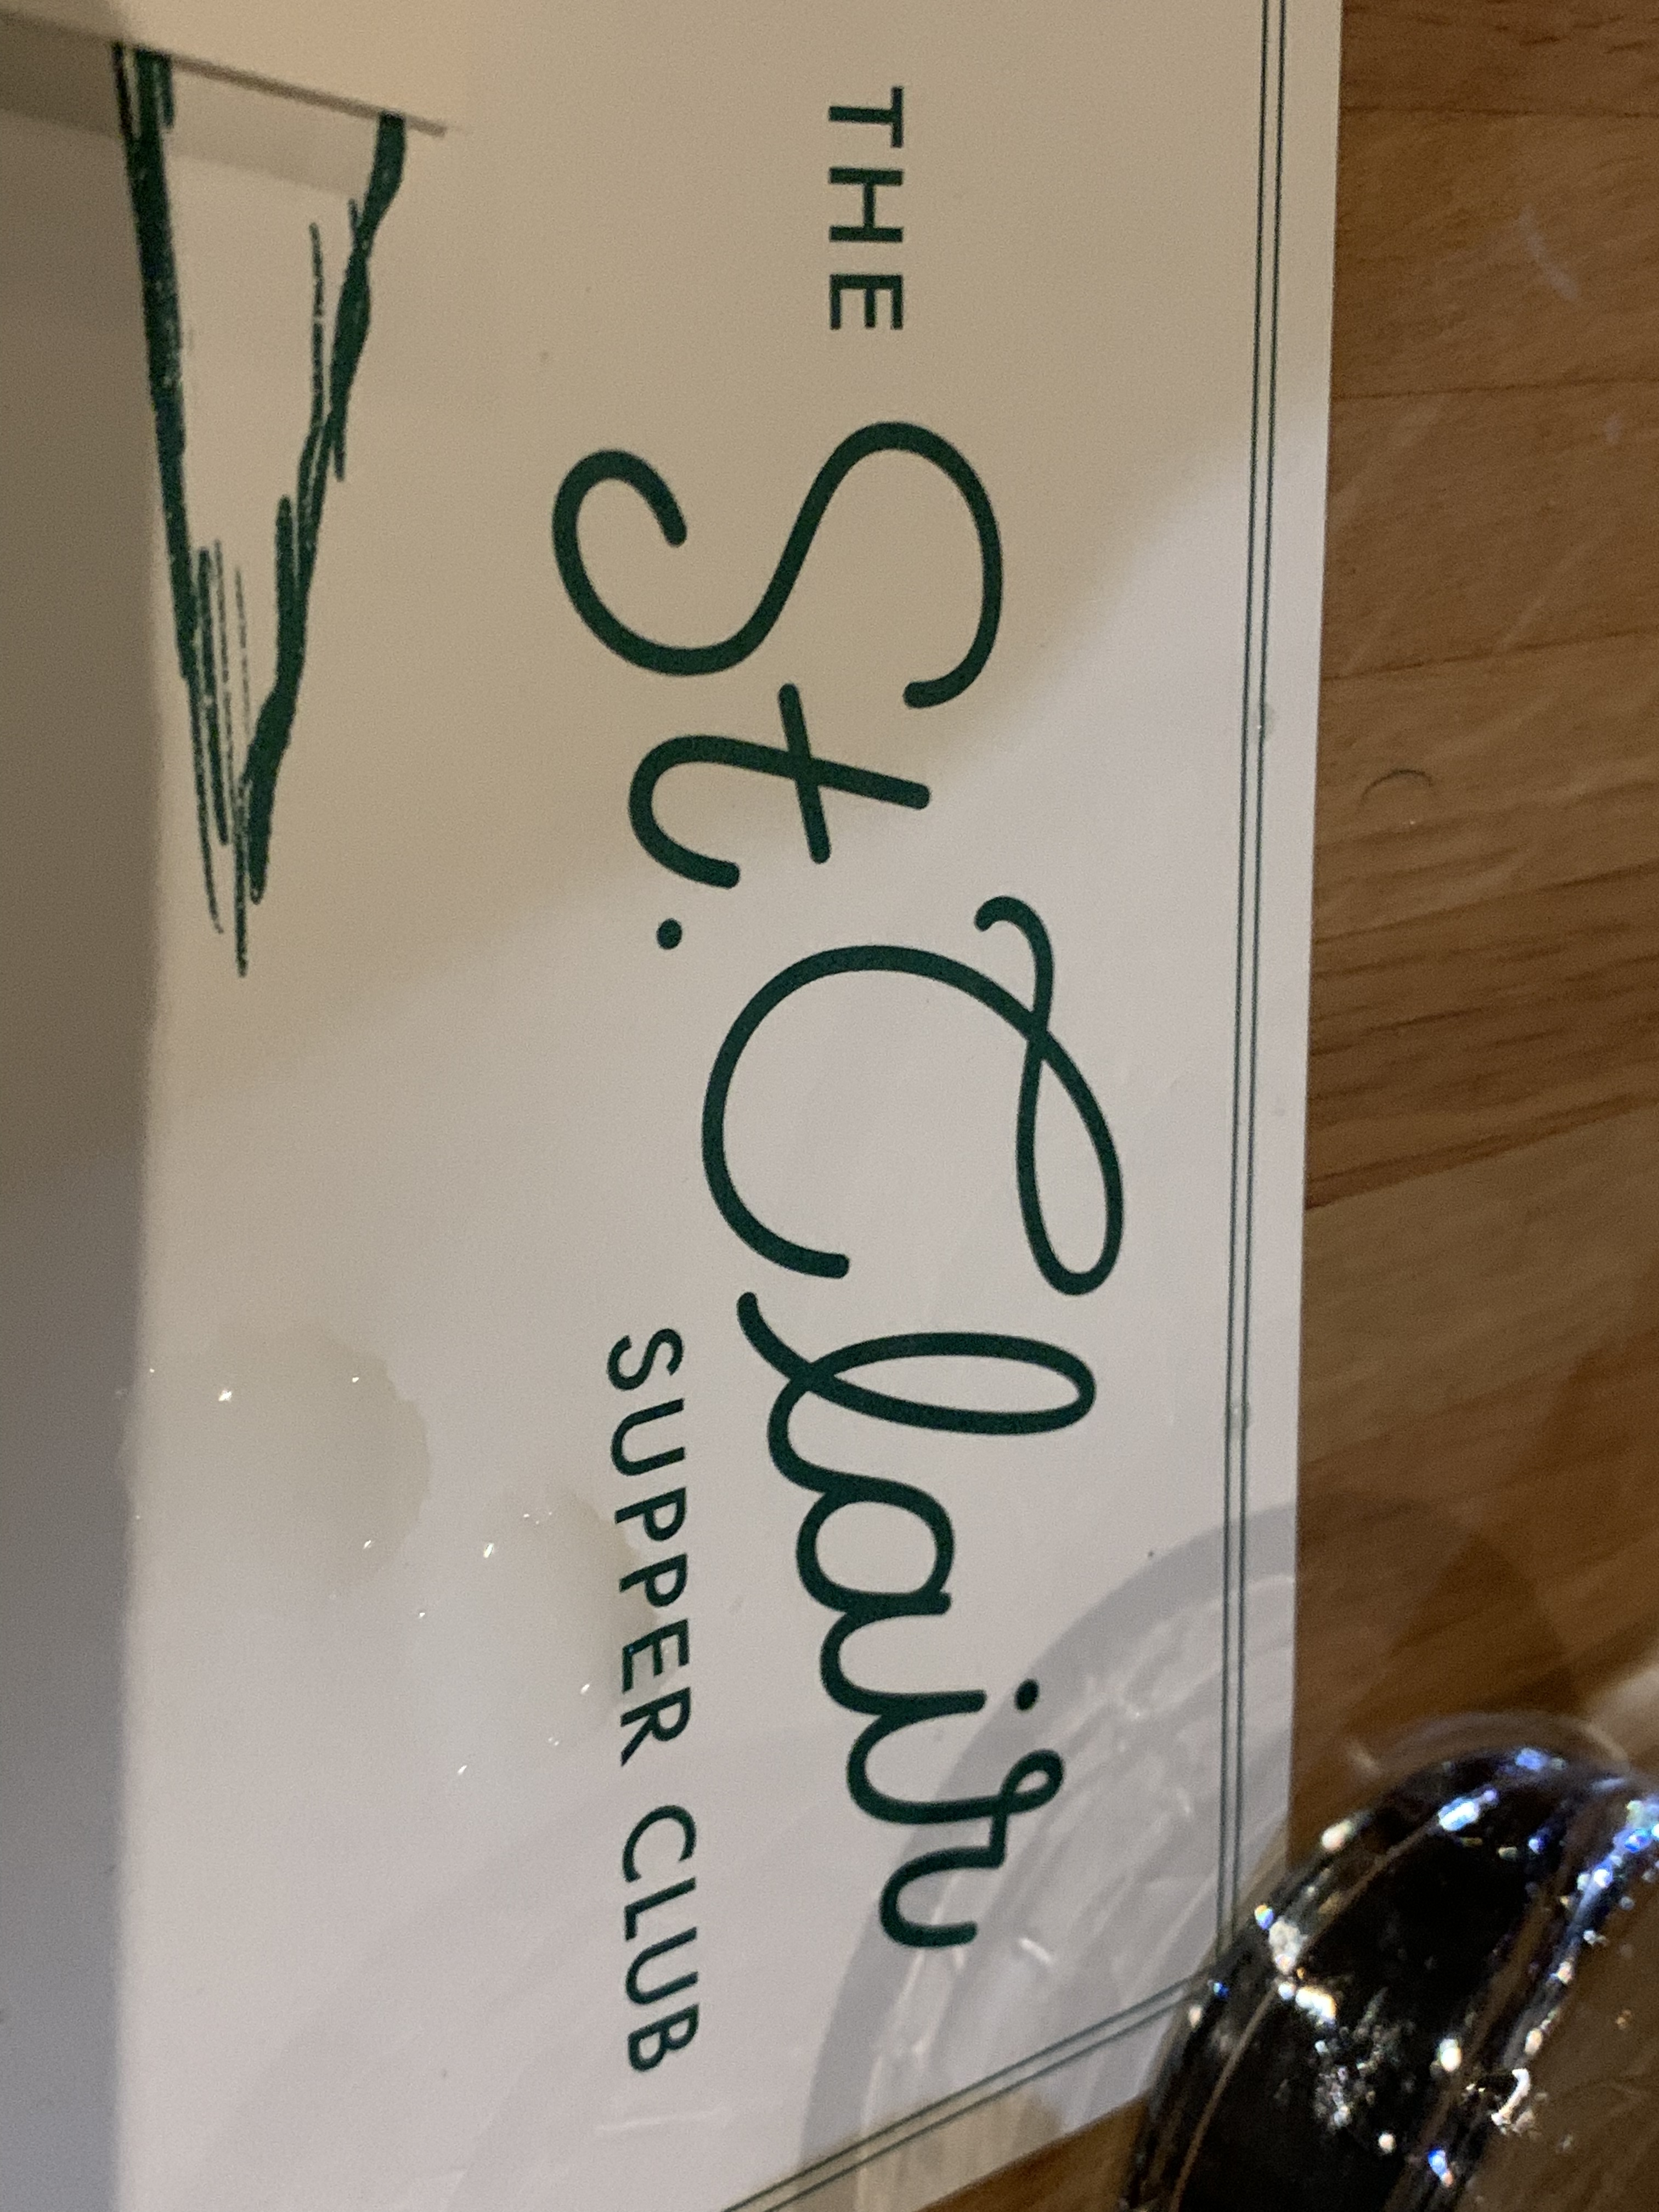 THE St. Clair
SUPPER CLUB